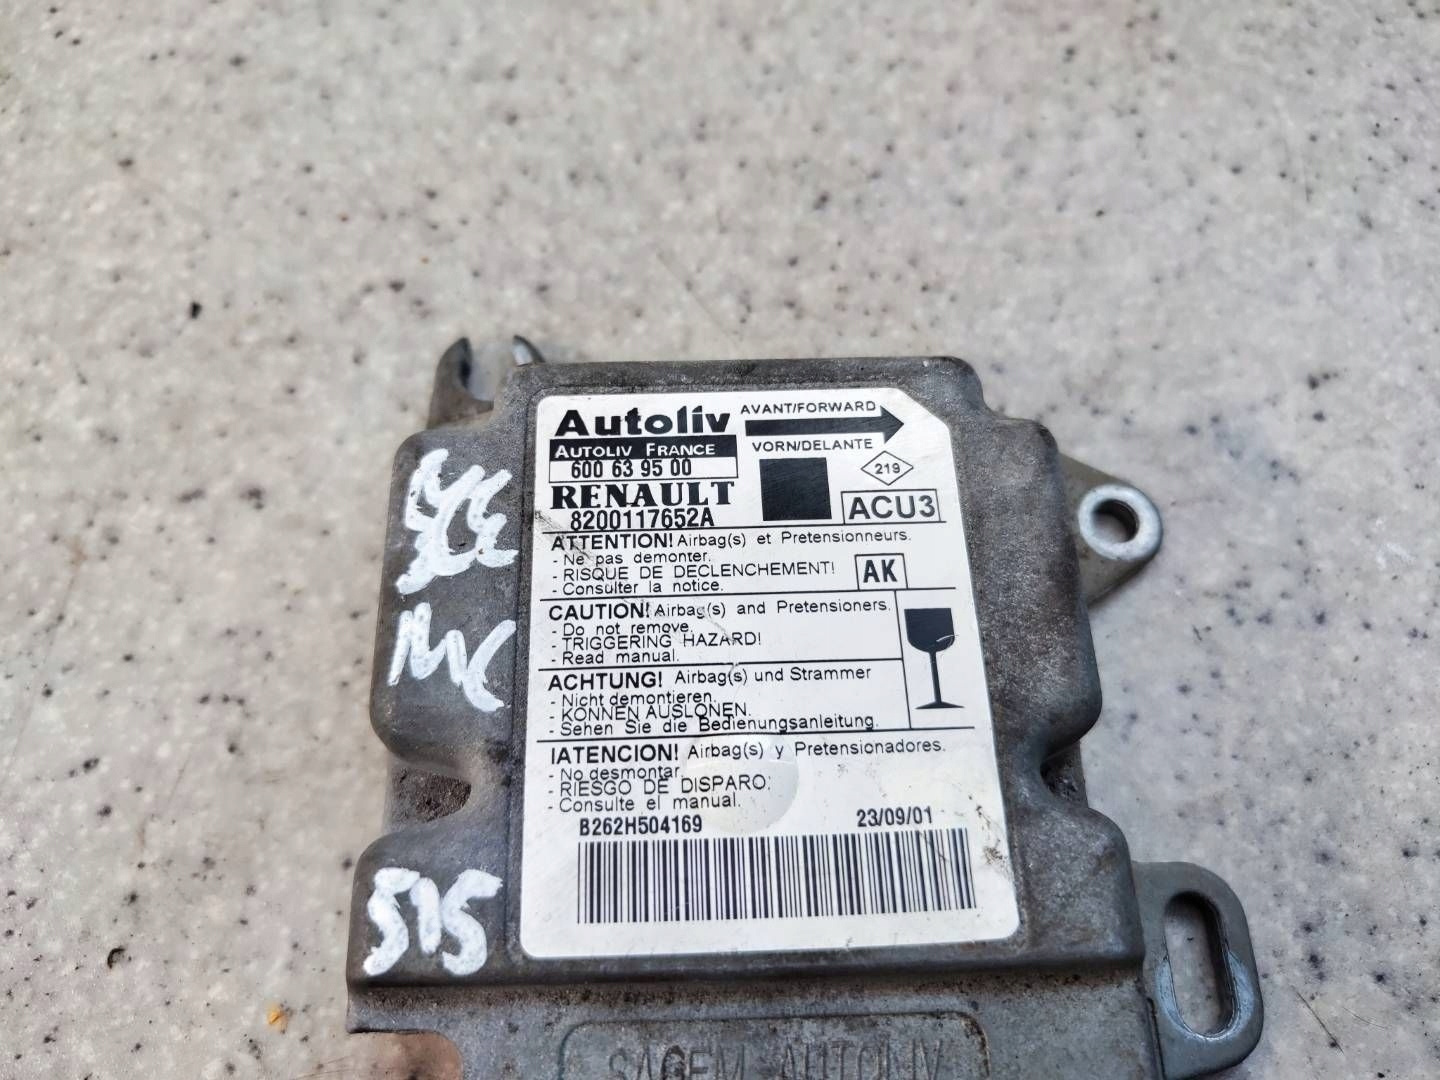 Autoliv
AVANT/FORWARD
AUTOLIV FRANCE
VORN/DELANTE
600 63 95 00
219
RENAULT
ACU3
8200117652A
ATTENTION! Airbag(s) et Pretensionneurs.
- Ne pas demonter.
- RISQUE DE DECLENCHEMENT!
- Consulter la notice.
AK
CAUTION! Airbag(s) and Pretensioners.
- Do not remove.
- TRIGGERING HAZARD!
- Read manual.
ACHTUNG! Airbag(s) und Strammer
- Nicht demontieren.
- KONNEN AUSLONEN.
- Sehen Sie die Bedienungsanleitung.
IATENCION! Airbag(s) y Pretensionadores.
- No desmontar.
- RIESGO DE DISPARO.
- Consulte el manual.
B262H504169
23/09/01
515
SAGEM AUTOLIV